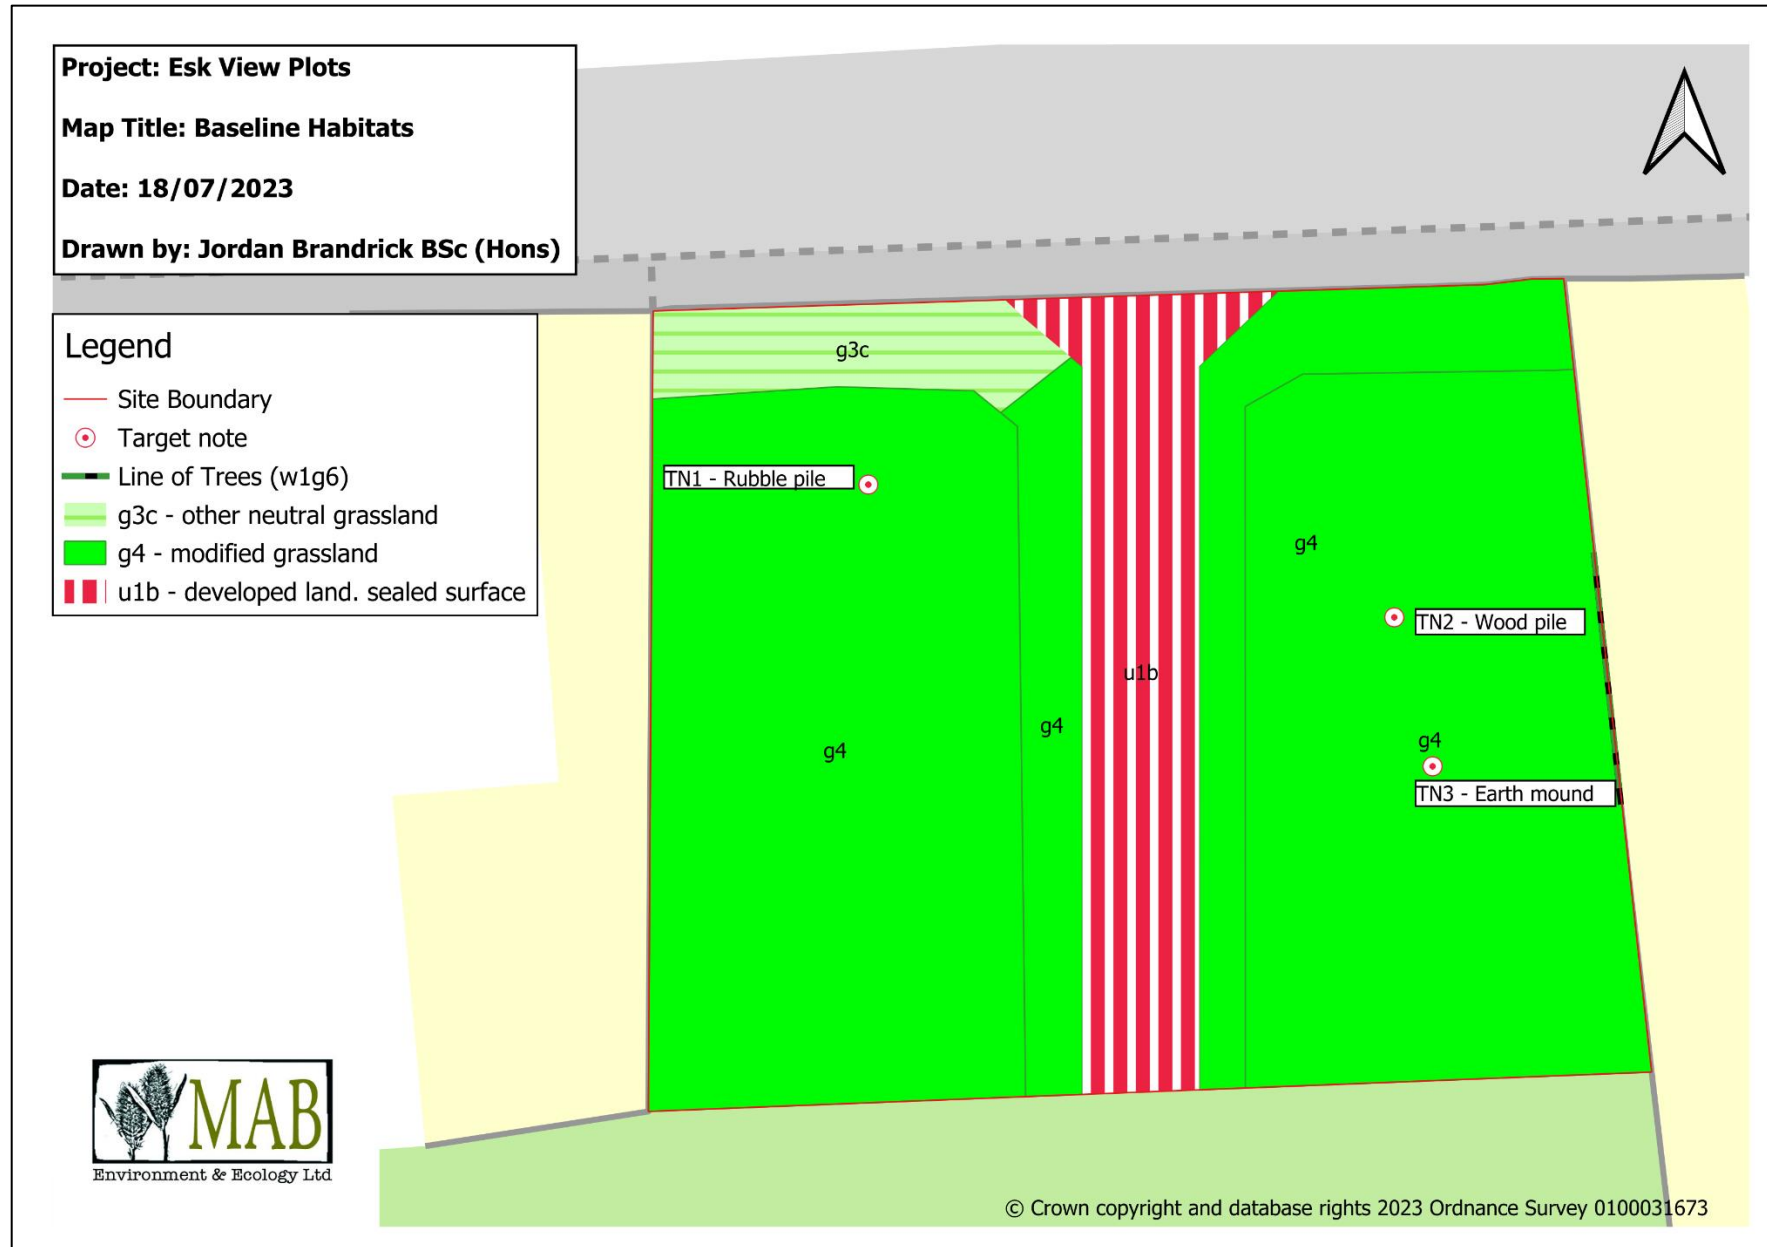 Project: Esk View Plots
Map Title: Baseline Habitats
Date: 18/07/2023
Drawn by: Jordan Brandrick BSc (Hons)
Legend
Site Boundary
Target note
Line of Trees (w1g6)
g3c - other neutral grassland
g4 - modified grassland
u1b - developed land. sealed surface
g3c
TN1 - Rubble pile
g4
TN2 - Wood pile
u1b
g4
g4
g4
TN3 - Earth mound
MAB
Environment & Ecology Ltd
© Crown copyright and database rights 2023 Ordnance Survey 0100031673